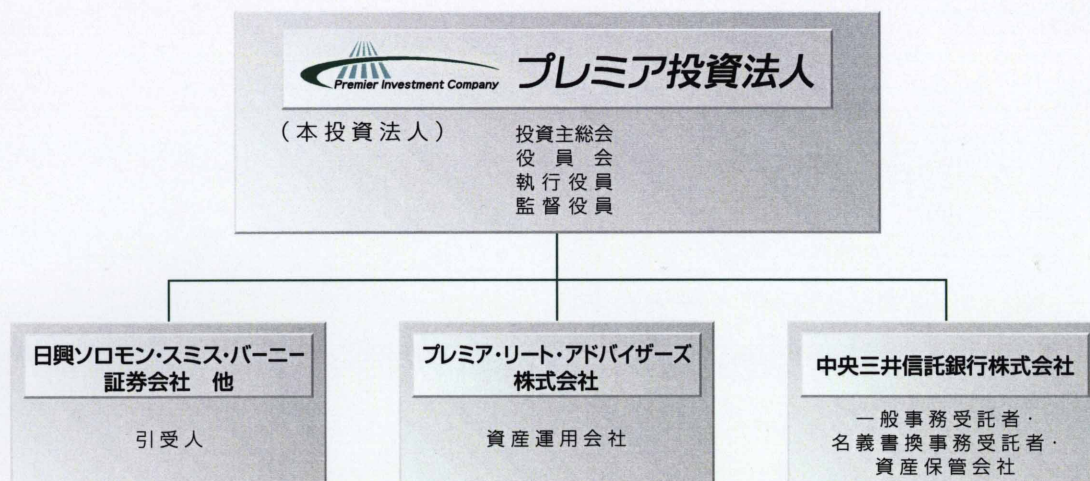 Premier Investment Company
プレミア投資法人
（本投資法人）
投資主総会
役員会
執行役員
監督役員
日興ソロモン・スミス・バーニー
証券会社 他
引受人
プレミア・リート・アドバイザーズ
株式会社
資産運用会社
中央三井信託銀行株式会社
一般事務受託者・
名義書換事務受託者・
資産保管会社